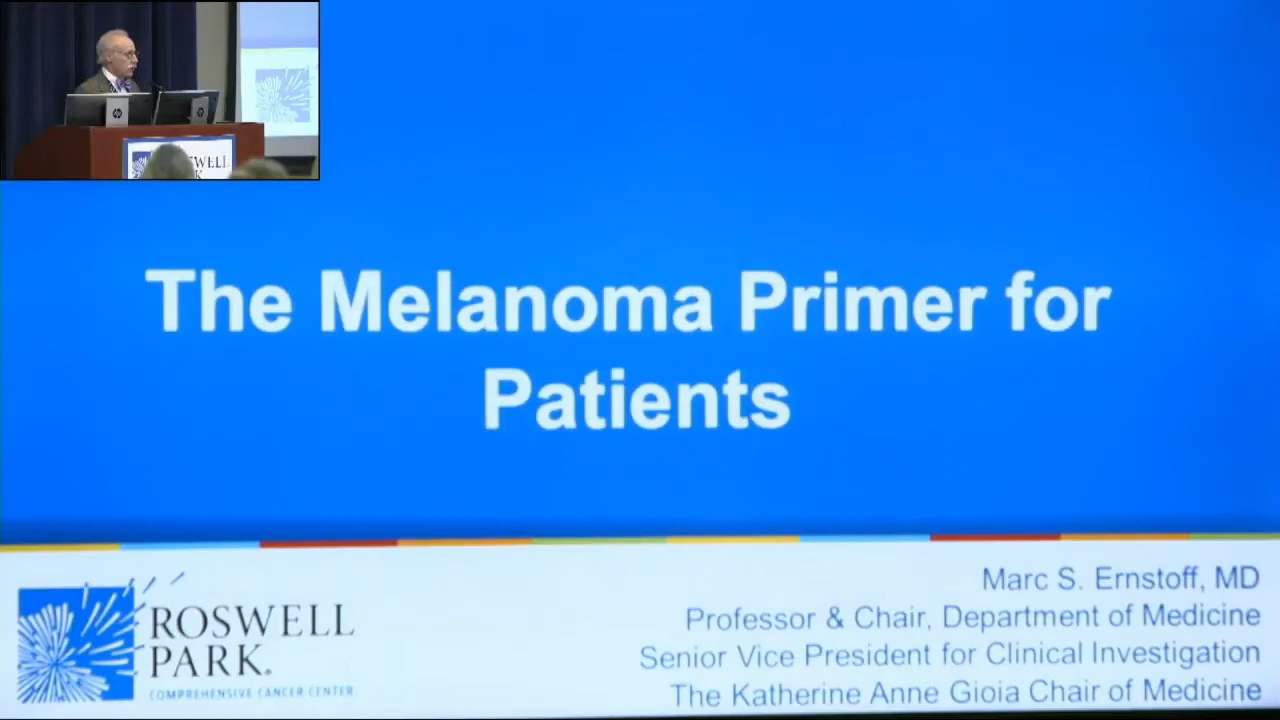 The Melanoma Primer for
Patients
ROSWELL
PARK.
COMPREHENSIVE CANCER CENTER
Marc S. Ernstoff, MD
Professor & Chair, Department of Medicine
Senior Vice President for Clinical Investigation
The Katherine Anne Gioia Chair of Medicine